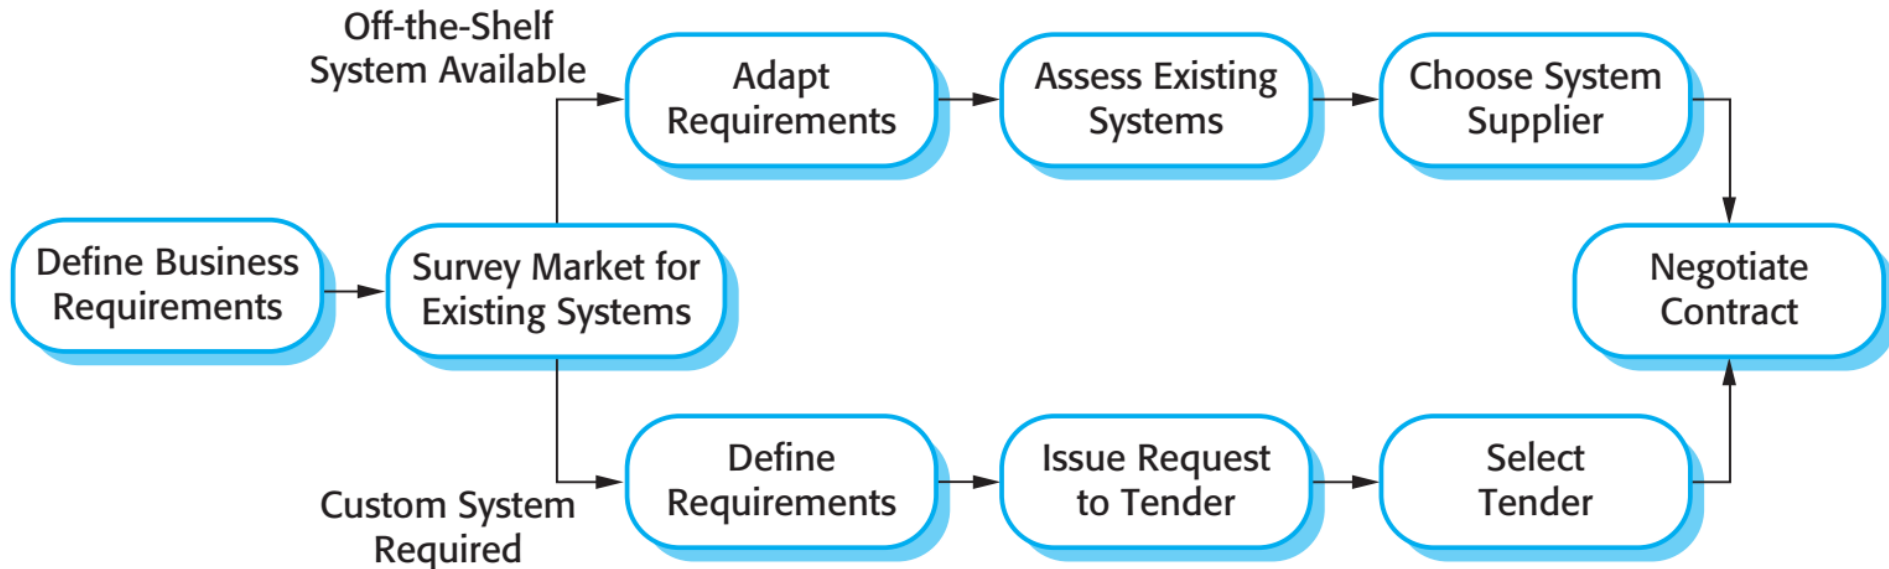 Off-the-Shelf
System Available
Adapt
Requirements
Assess Existing
Systems
Choose System
Supplier
Define Business
Requirements
Survey Market for
Existing Systems
Negotiate
Contract
Custom System
Required
Define
Requirements
Issue Request
to Tender
Select
Tender